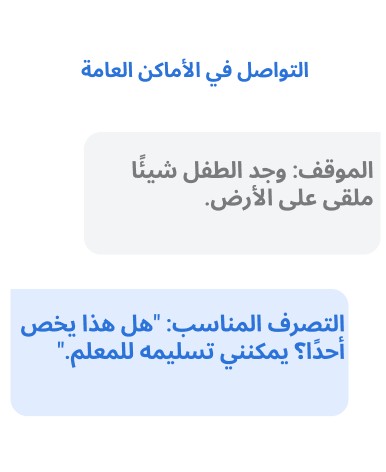 التواصل في الأماكن العامة
الموقف: وجد الطفل شيئًا
ملقى على الأرض.
التصرف المناسب: "هل هذا يخص
أحدًا؟ يمكنني تسليمه للمعلم."